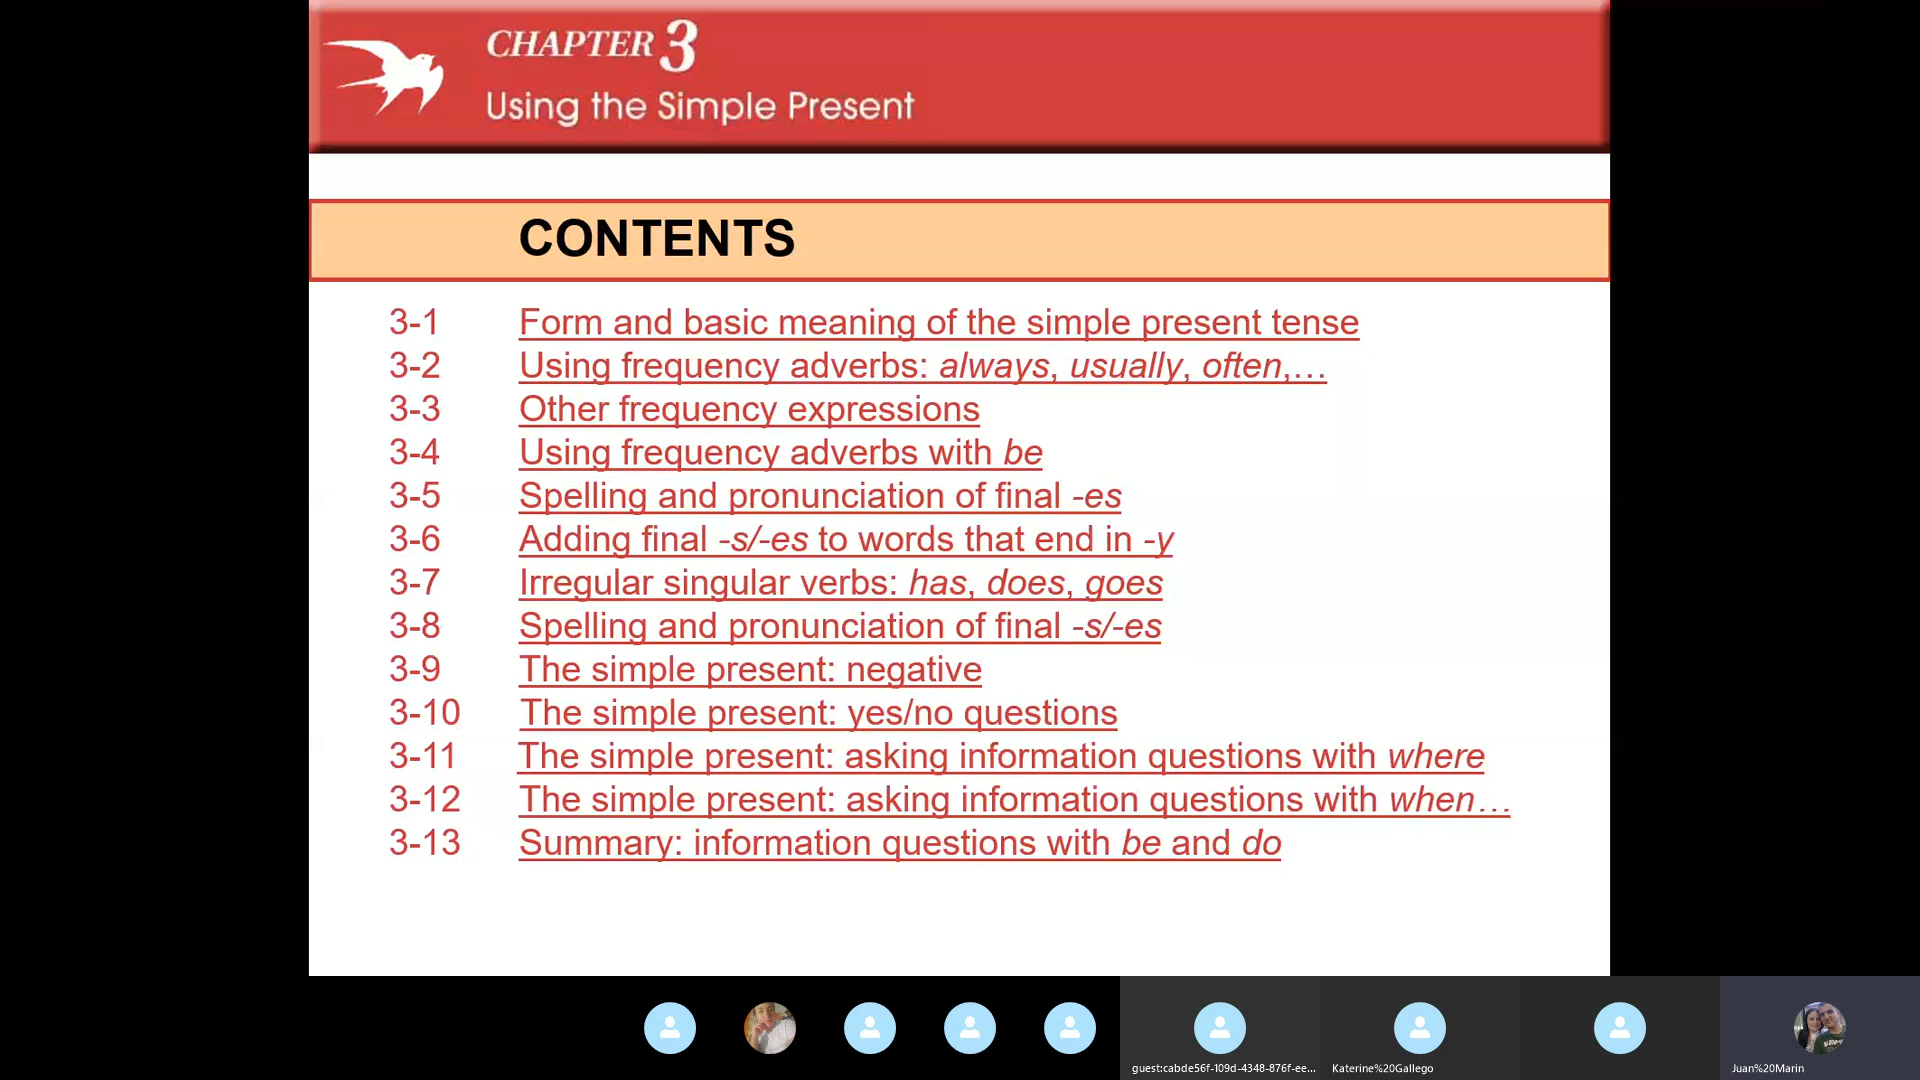 CHAPTER 3
Using the Simple Present
CONTENTS
3-1 Form and basic meaning of the simple present tense
3-2 Using frequency adverbs: always, usually, often,…
3-3 Other frequency expressions
3-4 Using frequency adverbs with be
3-5 Spelling and pronunciation of final -es
3-6 Adding final -s/-es to words that end in -y
3-7 Irregular singular verbs: has, does, goes
3-8 Spelling and pronunciation of final -s/-es
3-9 The simple present: negative
3-10 The simple present: yes/no questions
3-11 The simple present: asking information questions with where
3-12 The simple present: asking information questions with when…
3-13 Summary: information questions with be and do
guest:cabde56f-109d-4348-876f-ee... Katerine%20Gallego Juan%20Marin